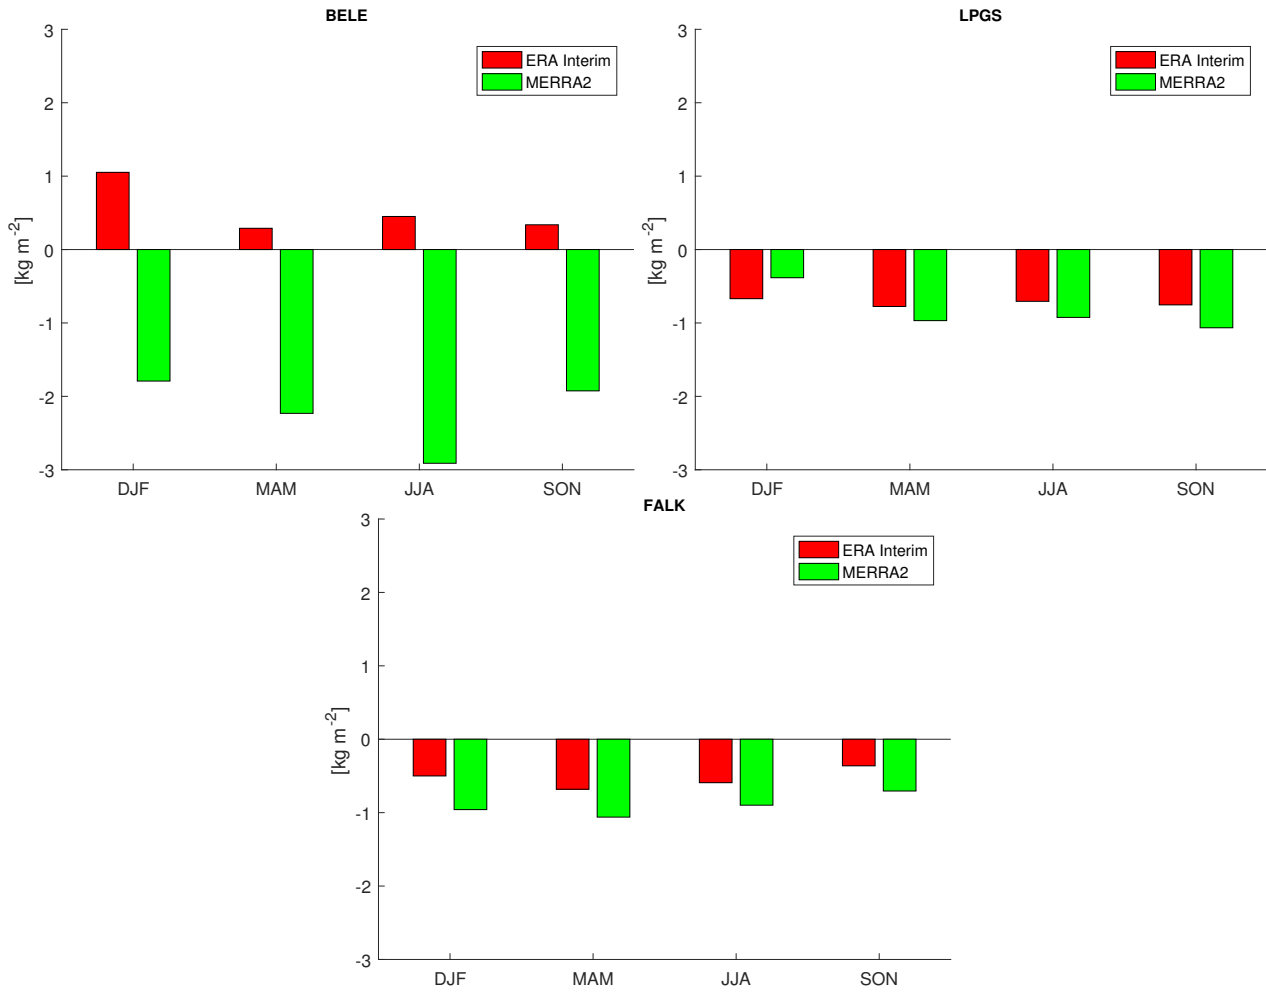 BELE
3
2
1
0
-1
-2
-3
[kg m-2]
DJF MAM JJA SON
ERA Interim
MERRA2
LPGS
3
2
1
0
-1
-2
-3
[kg m-2]
DJF MAM JJA SON
ERA Interim
MERRA2
FALK
3
2
1
0
-1
-2
-3
[kg m-2]
DJF MAM JJA SON
ERA Interim
MERRA2